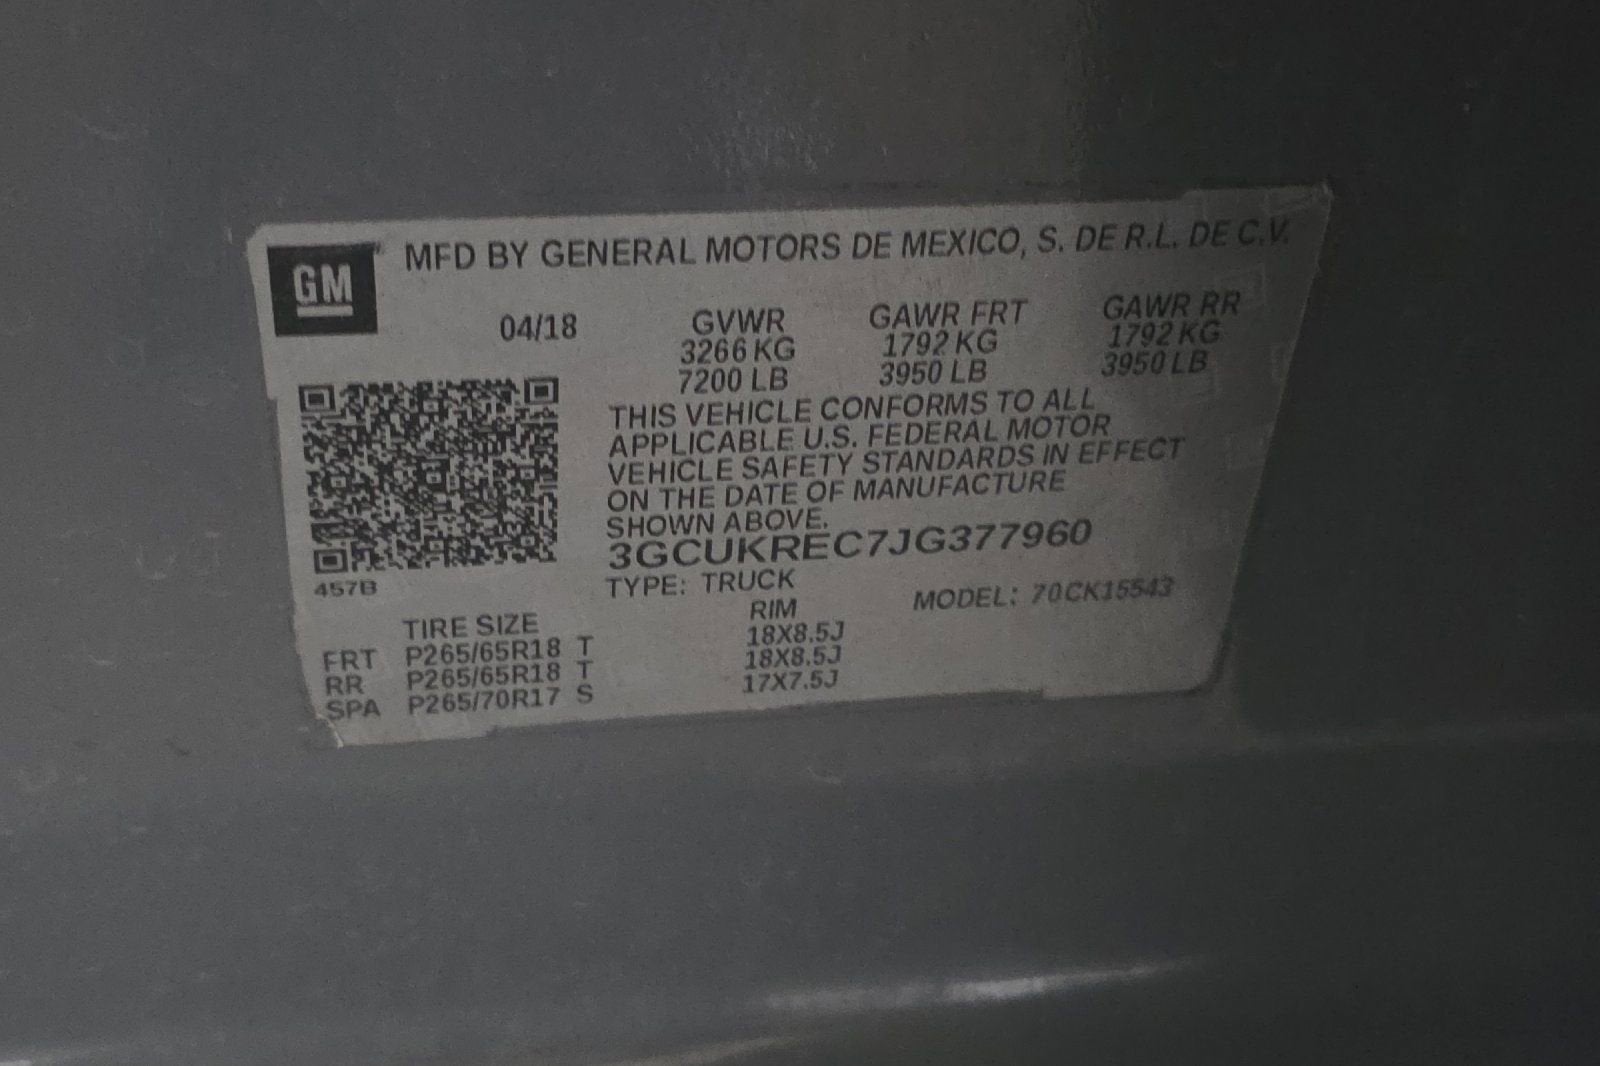 GM MFD BY GENERAL MOTORS DE MEXICO, S. DE R.L. DE C.V.
04/18 GVWR GAWR FRT GAWR RR
3266 KG 1792 KG 1792 KG
7200 LB 3950 LB 3950 LB
THIS VEHICLE CONFORMS TO ALL
APPLICABLE U.S. FEDERAL MOTOR
VEHICLE SAFETY STANDARDS IN EFFECT
ON THE DATE OF MANUFACTURE
SHOWN ABOVE.
3GCUKREC7JG377960
457B
TYPE: TRUCK MODEL: 70CK15543
TIRE SIZE RIM
FRT P265/65R18 T 18X8.5J
RR P265/65R18 T 18X8.5J
SPA P265/70R17 S 17X7.5J